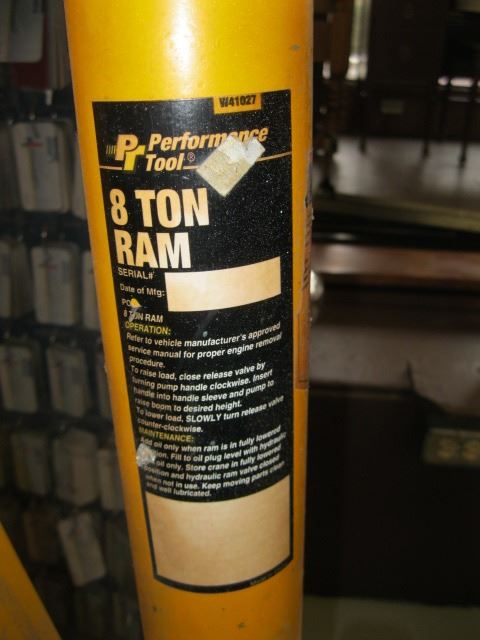 W41027
PT Performance
Tool®
8 TON
RAM
SERIAL#
Date of Mfg:
8 TON RAM
OPERATION:
Refer to vehicle manufacturer's approved
service manual for proper engine removal
procedure.
To raise load, close release valve by
turning pump handle clockwise. Insert
handle into handle sleeve and pump to
raise boom to desired height.
To lower load, SLOWLY turn release valve
counter-clockwise.
MAINTENANCE:
Add oil only when ram is in fully lowered
Fill to oil plug level with hydraulic
oil only. Store crane in fully lowered
position and hydraulic ram valve closed
when not in use. Keep moving parts clean
and well lubricated.